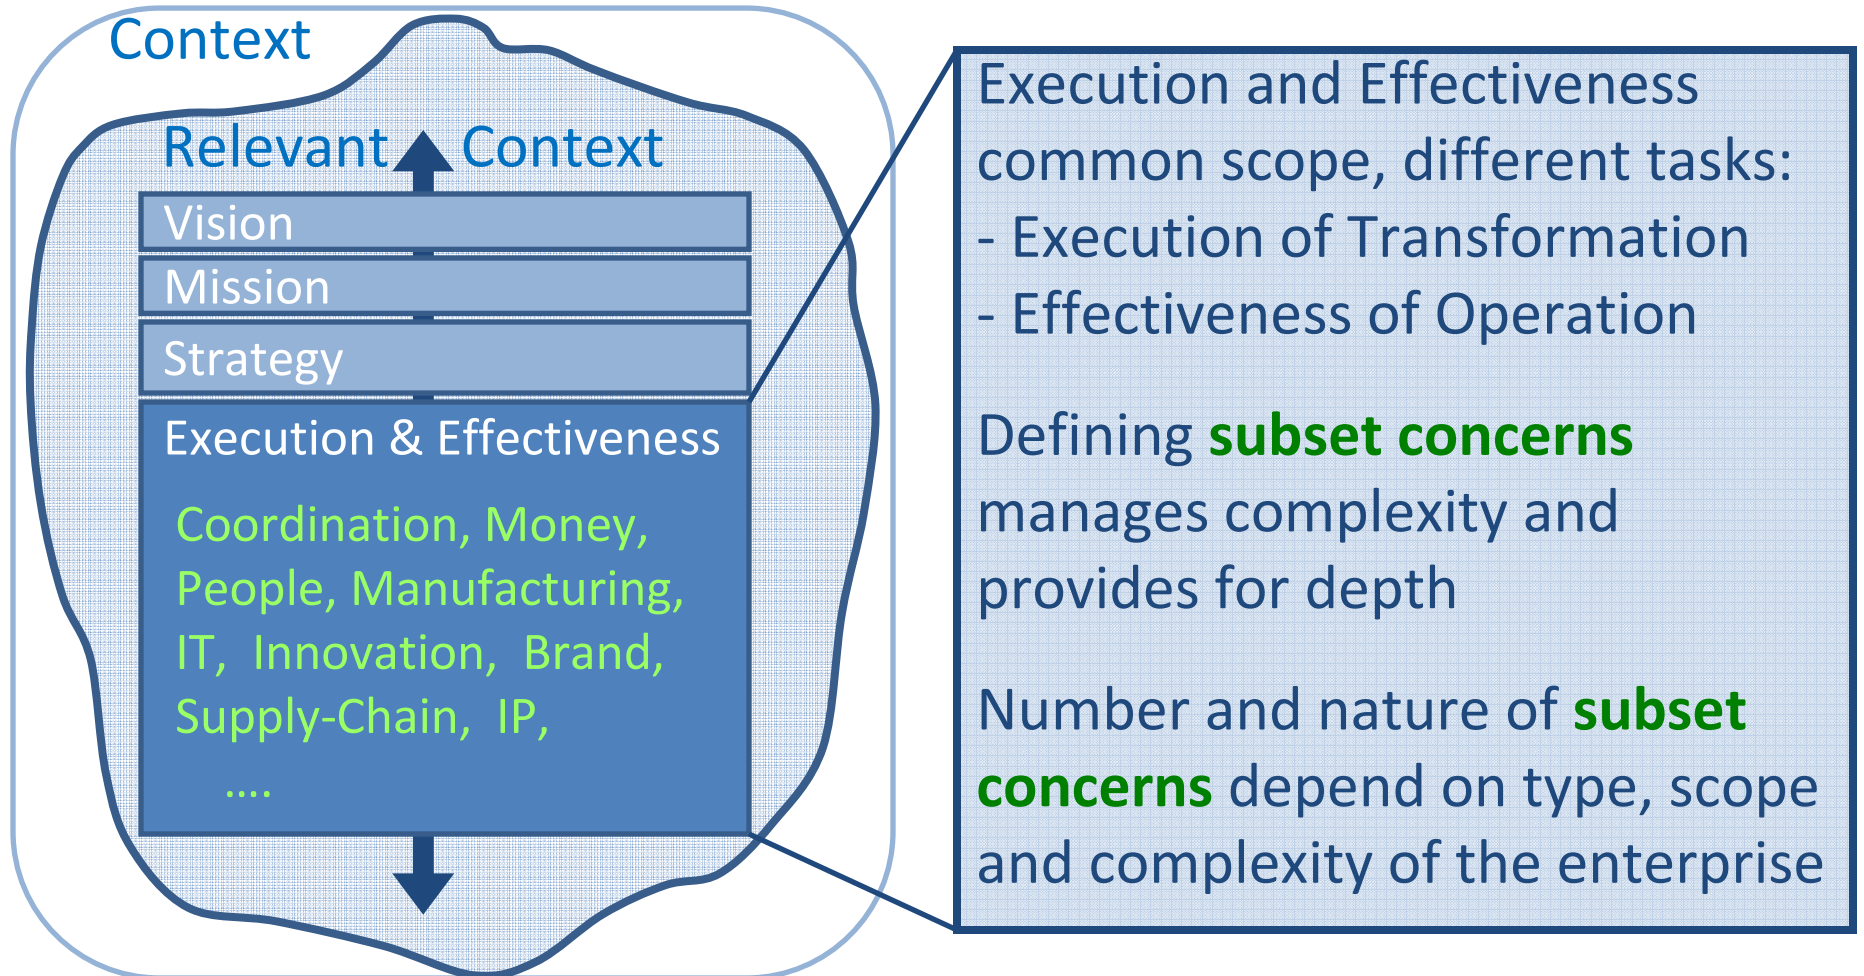 Context
Relevant Context
Vision
Mission
Strategy
Execution & Effectiveness
Coordination, Money,
People, Manufacturing,
IT, Innovation, Brand,
Supply-Chain, IP,
....
Execution and Effectiveness
common scope, different tasks:
- Execution of Transformation
- Effectiveness of Operation
Defining subset concerns
manages complexity and
provides for depth
Number and nature of subset
concerns depend on type, scope
and complexity of the enterprise